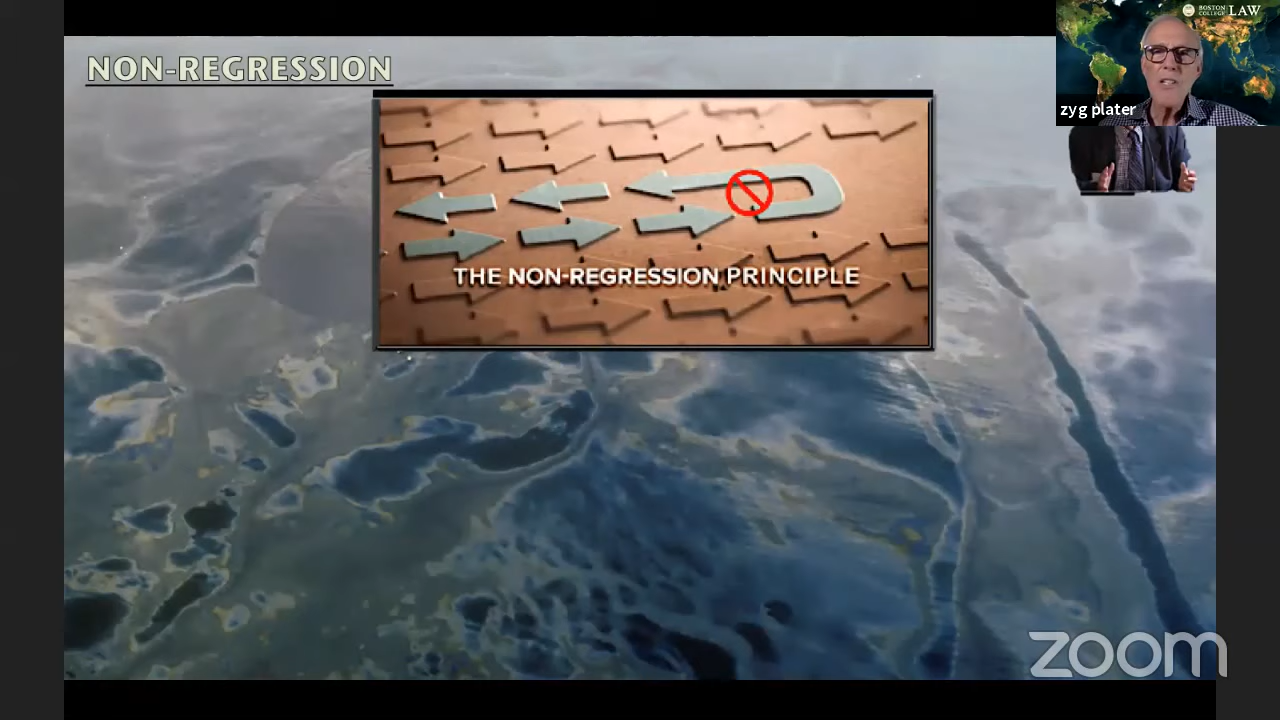 NON-REGRESSION
BOSTON
COLLEGE LAW
zyg plater
THE NON-REGRESSION PRINCIPLE
zoom